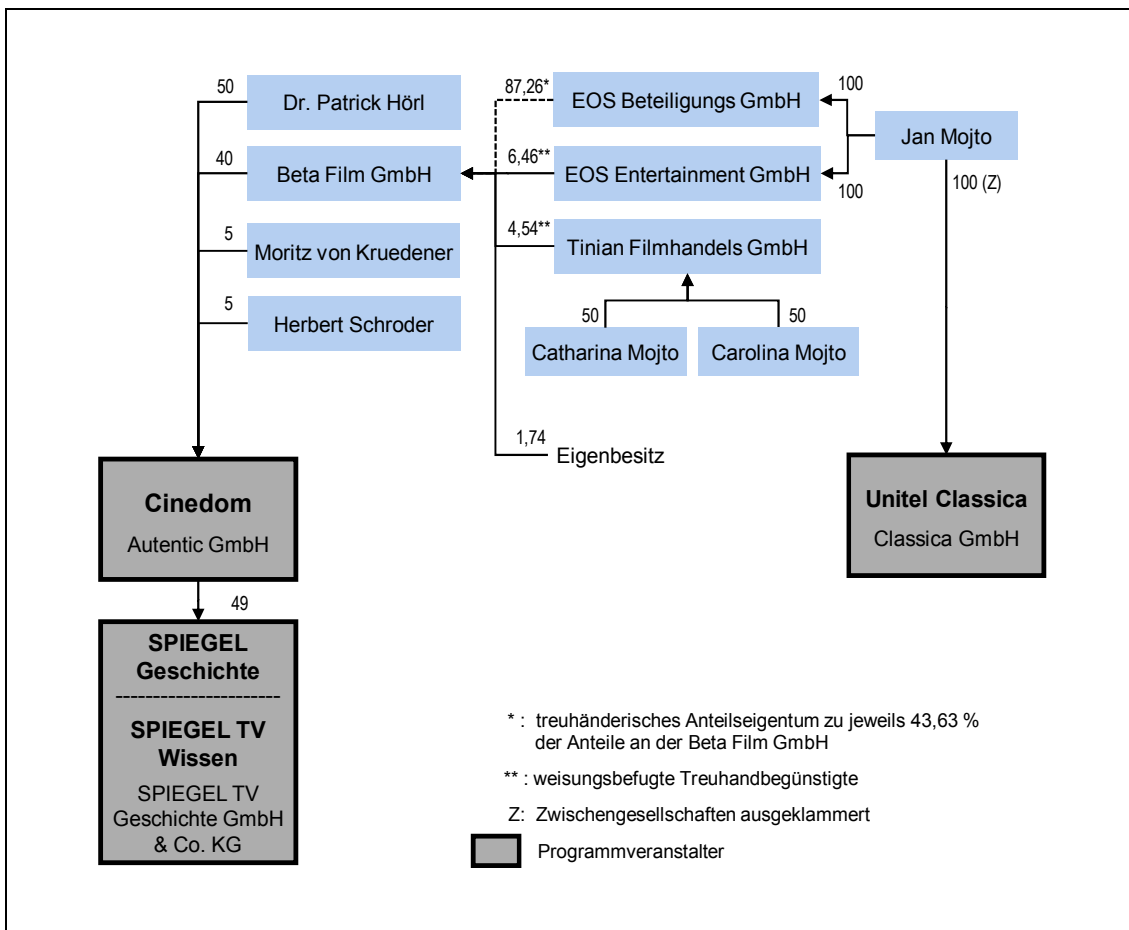 50
Dr. Patrick Hörl
87,26*
EOS Beteiligungs GmbH
100
Jan Mojto
40
Beta Film GmbH
6,46**
EOS Entertainment GmbH
100
100 (Z)
5
Moritz von Kruedener
4,54**
Tinian Filmhandels GmbH
5
Herbert Schroder
50
50
Catharina Mojto
Carolina Mojto
1,74
Eigenbesitz
Cinedom
Autentic GmbH
Unitel Classica
Classica GmbH
49
SPIEGEL
Geschichte
-----------------------
SPIEGEL TV
Wissen
SPIEGEL TV
Geschichte GmbH
& Co. KG
* : treuhänderisches Anteilseigentum zu jeweils 43,63 %
der Anteile an der Beta Film GmbH
** : weisungsbefugte Treuhandbegünstigte
Z: Zwischengesellschaften ausgeklammert
Programmveranstalter